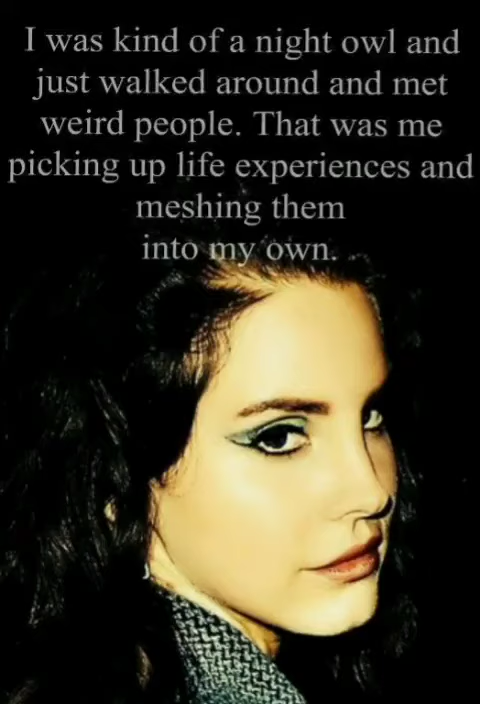 I was kind of a night owl and
just walked around and met
weird people. That was me
picking up life experiences and
meshing them
into my own.